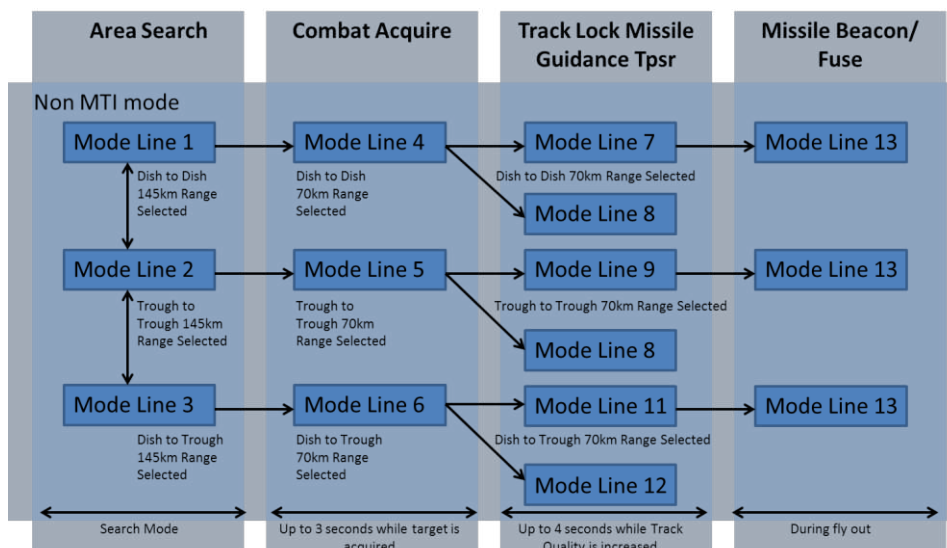 Area Search
Combat Acquire
Track Lock Missile
Guidance Tpsr
Missile Beacon/
Fuse
Non MTI mode
Mode Line 1
Mode Line 4
Mode Line 7
Mode Line 13
Dish to Dish
145km Range
Selected
Dish to Dish
70km Range
Selected
Dish to Dish 70km Range Selected
Mode Line 8
Mode Line 2
Mode Line 5
Mode Line 9
Mode Line 13
Trough to
Trough 145km
Range Selected
Trough to
Trough 70km
Range Selected
Trough to Trough 70km Range Selected
Mode Line 8
Mode Line 3
Mode Line 6
Mode Line 11
Mode Line 13
Dish to Trough
145km Range
Selected
Dish to Trough
70km Range
Selected
Dish to Trough 70km Range Selected
Mode Line 12
Search Mode
Up to 3 seconds while target is
acquired
Up to 4 seconds while Track
Quality is increased
During fly out